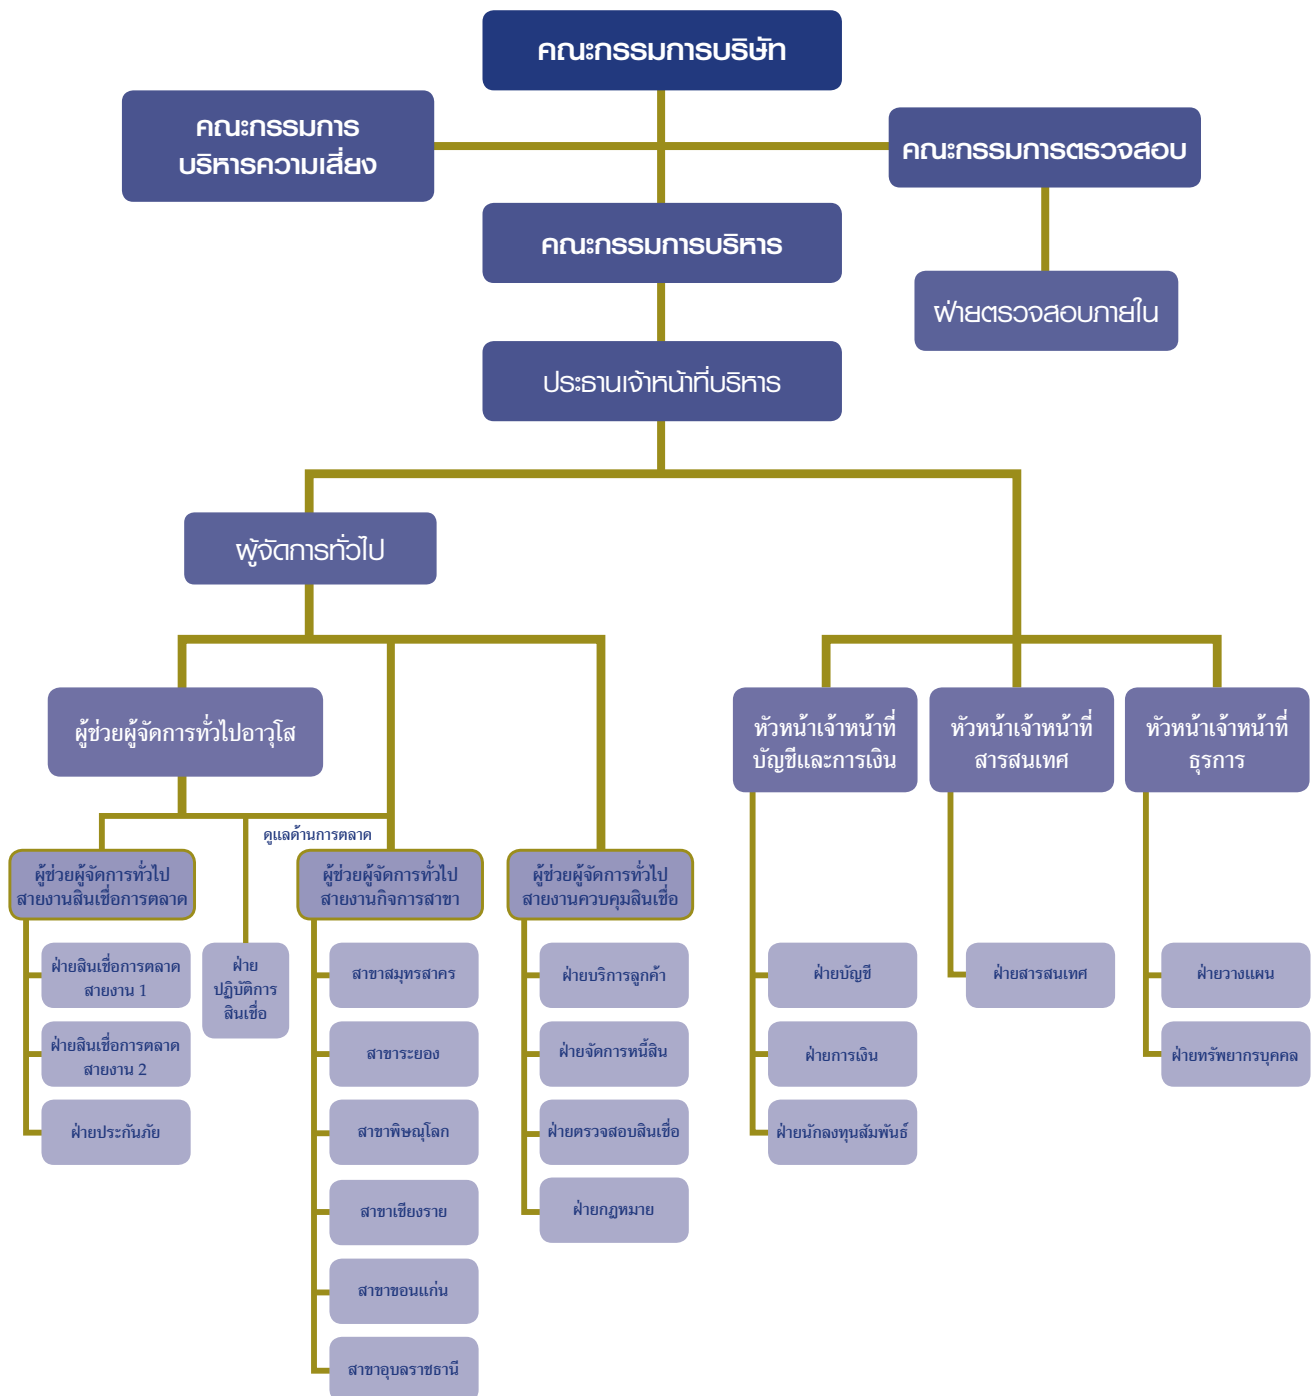 คณะกรรมการบริษัท
คณะกรรมการ
บริหารความเสี่ยง
คณะกรรมการตรวจสอบ
คณะกรรมการบริหาร
ฝ่ายตรวจสอบภายใน
ประธานเจ้าหน้าที่บริหาร
ผู้จัดการทั่วไป
ผู้ช่วยผู้จัดการทั่วไปอาวุโส
หัวหน้าเจ้าหน้าที่
บัญชีและการเงิน
หัวหน้าเจ้าหน้าที่
สารสนเทศ
หัวหน้าเจ้าหน้าที่
ธุรการ
ดูแลด้านการตลาด
ผู้ช่วยผู้จัดการทั่วไป
สายงานสินเชื่อการตลาด
ผู้ช่วยผู้จัดการทั่วไป
สายงานกิจการสาขา
ผู้ช่วยผู้จัดการทั่วไป
สายงานควบคุมสินเชื่อ
ฝ่ายสินเชื่อการตลาด
สายงาน 1
ฝ่ายสินเชื่อการตลาด
สายงาน 2
ฝ่ายประกันภัย
ฝ่าย
ปฏิบัติการ
สินเชื่อ
สาขาสมุทรสาคร
สาขาระยอง
สาขาพิษณุโลก
สาขาเชียงราย
สาขาขอนแก่น
สาขาอุบลราชธานี
ฝ่ายบริการลูกค้า
ฝ่ายจัดการหนี้สิน
ฝ่ายตรวจสอบสินเชื่อ
ฝ่ายกฎหมาย
ฝ่ายบัญชี
ฝ่ายการเงิน
ฝ่ายนักลงทุนสัมพันธ์
ฝ่ายสารสนเทศ
ฝ่ายวางแผน
ฝ่ายทรัพยากรบุคคล